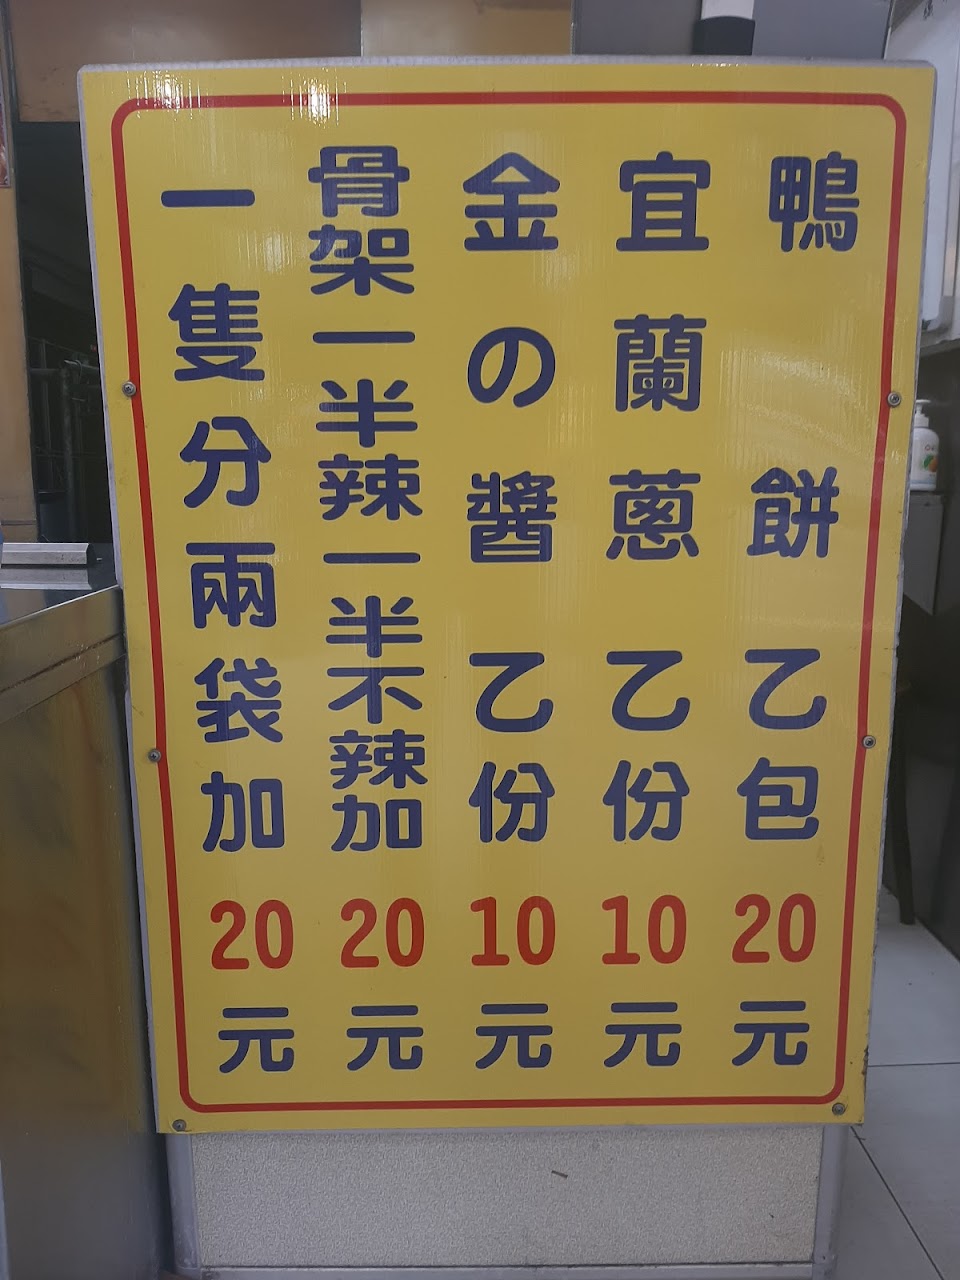 鴨餅乙包20元
宜蘭蔥乙份10元
金の醬乙份10元
骨架一半辣一半不辣加20元
一隻分兩袋加20元